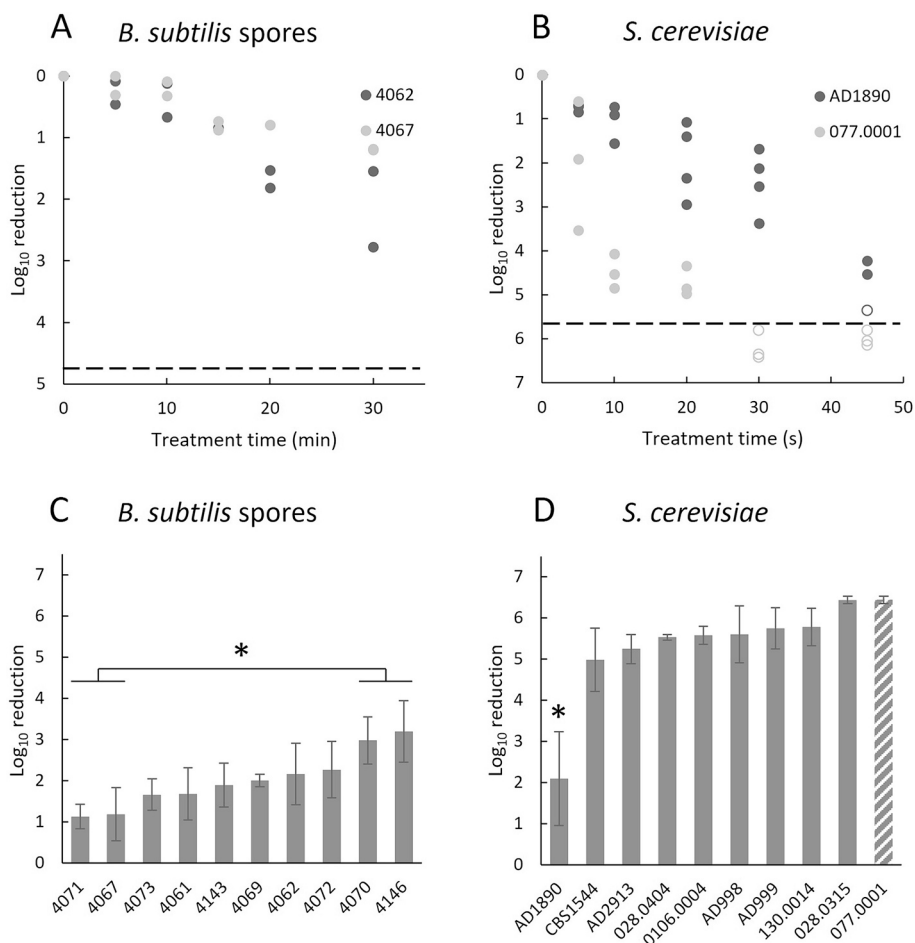 A B. subtilis spores
0
1
2
3
4
5
Log10 reduction
4062
4067
0 10 20 30
Treatment time (min)
B S. cerevisiae
0
1
2
3
4
5
6
7
Log10 reduction
AD1890
077.0001
0 10 20 30 40 50
Treatment time (s)
C B. subtilis spores
7
6
5
4
3
2
1
0
Log10 reduction
*
4071 4067 4073 4061 4143 4069 4062 4072 4070 4146
D S. cerevisiae
7
6
5
4
3
2
1
0
Log10 reduction
*
AD1890 CBS1544 AD2913 028.0404 0106.0004 AD998 AD999 130.0014 028.0315 077.0001